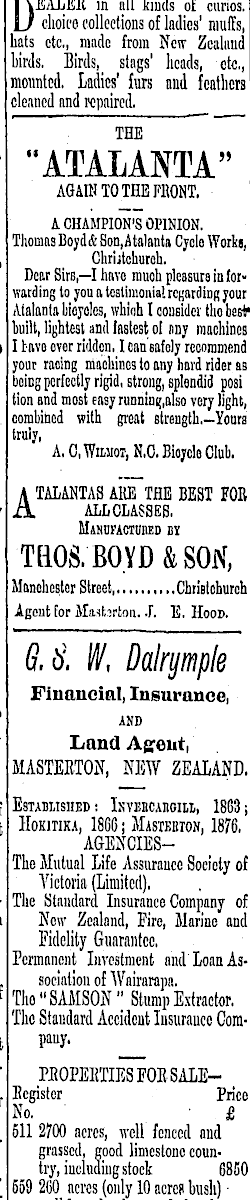 DEALER in all kinds of curios,
choice collections of ladies' muffs,
hats etc., made from New Zealand
birds. Birds, stags' heads, etc.,
mounted. Ladies' furs and feathers
cleaned and repaired.
THE
"ATALANTA"
AGAIN TO THE FRONT.
A CHAMPION'S OPINION.
Thomas Boyd & Son, Atalanta Cycle Works,
Christchurch.
Dear Sirs,—I have much pleasure in for-
warding to you a testimonial regarding your
Atalanta bicycles, which I consider the best
built, lightest and fastest of any machines
I have ever ridden. I can safely recommend
your racing machines to any hard rider as
being perfectly rigid, strong, splendid posi
tion and most easy running, also very light,
combined with great strength.—Yours
truly,
A. C, WILMOT, N.C. Bicycle Club.
ATALANTAS ARE THE BEST FOR
ALL CLASSES.
MANUFACTURED BY
THOS. BOYD & SON,
Manchester Street,..........Christchurch
Agent for Masterton. J. E. HOOD.
G. S. W. Dalrymple
Financial, Insurance,
AND
Land Agent,
MASTERTON, NEW ZEALAND.
ESTABLISHED: INVERCARGILL, 1863;
HOKITIKA, 1866; MASTERTON, 1876.
AGENCIES—
The Mutual Life Assurance Society of
Victoria (Limited).
The Standard Insurance Company of
New Zealand, Fire, Marine and
Fidelity Guarantee.
Permanent Investment and Loan As-
sociation of Wairarapa.
The "SAMSON" Stump Extractor.
The Standard Accident Insurance Com-
pany.
PROPERTIES FOR SALE—
Register Price
No. £
511 2700 acres, well fenced and
grassed, good limestone coun-
try, including stock 6850
559 260 acres (only 10 acres bush)